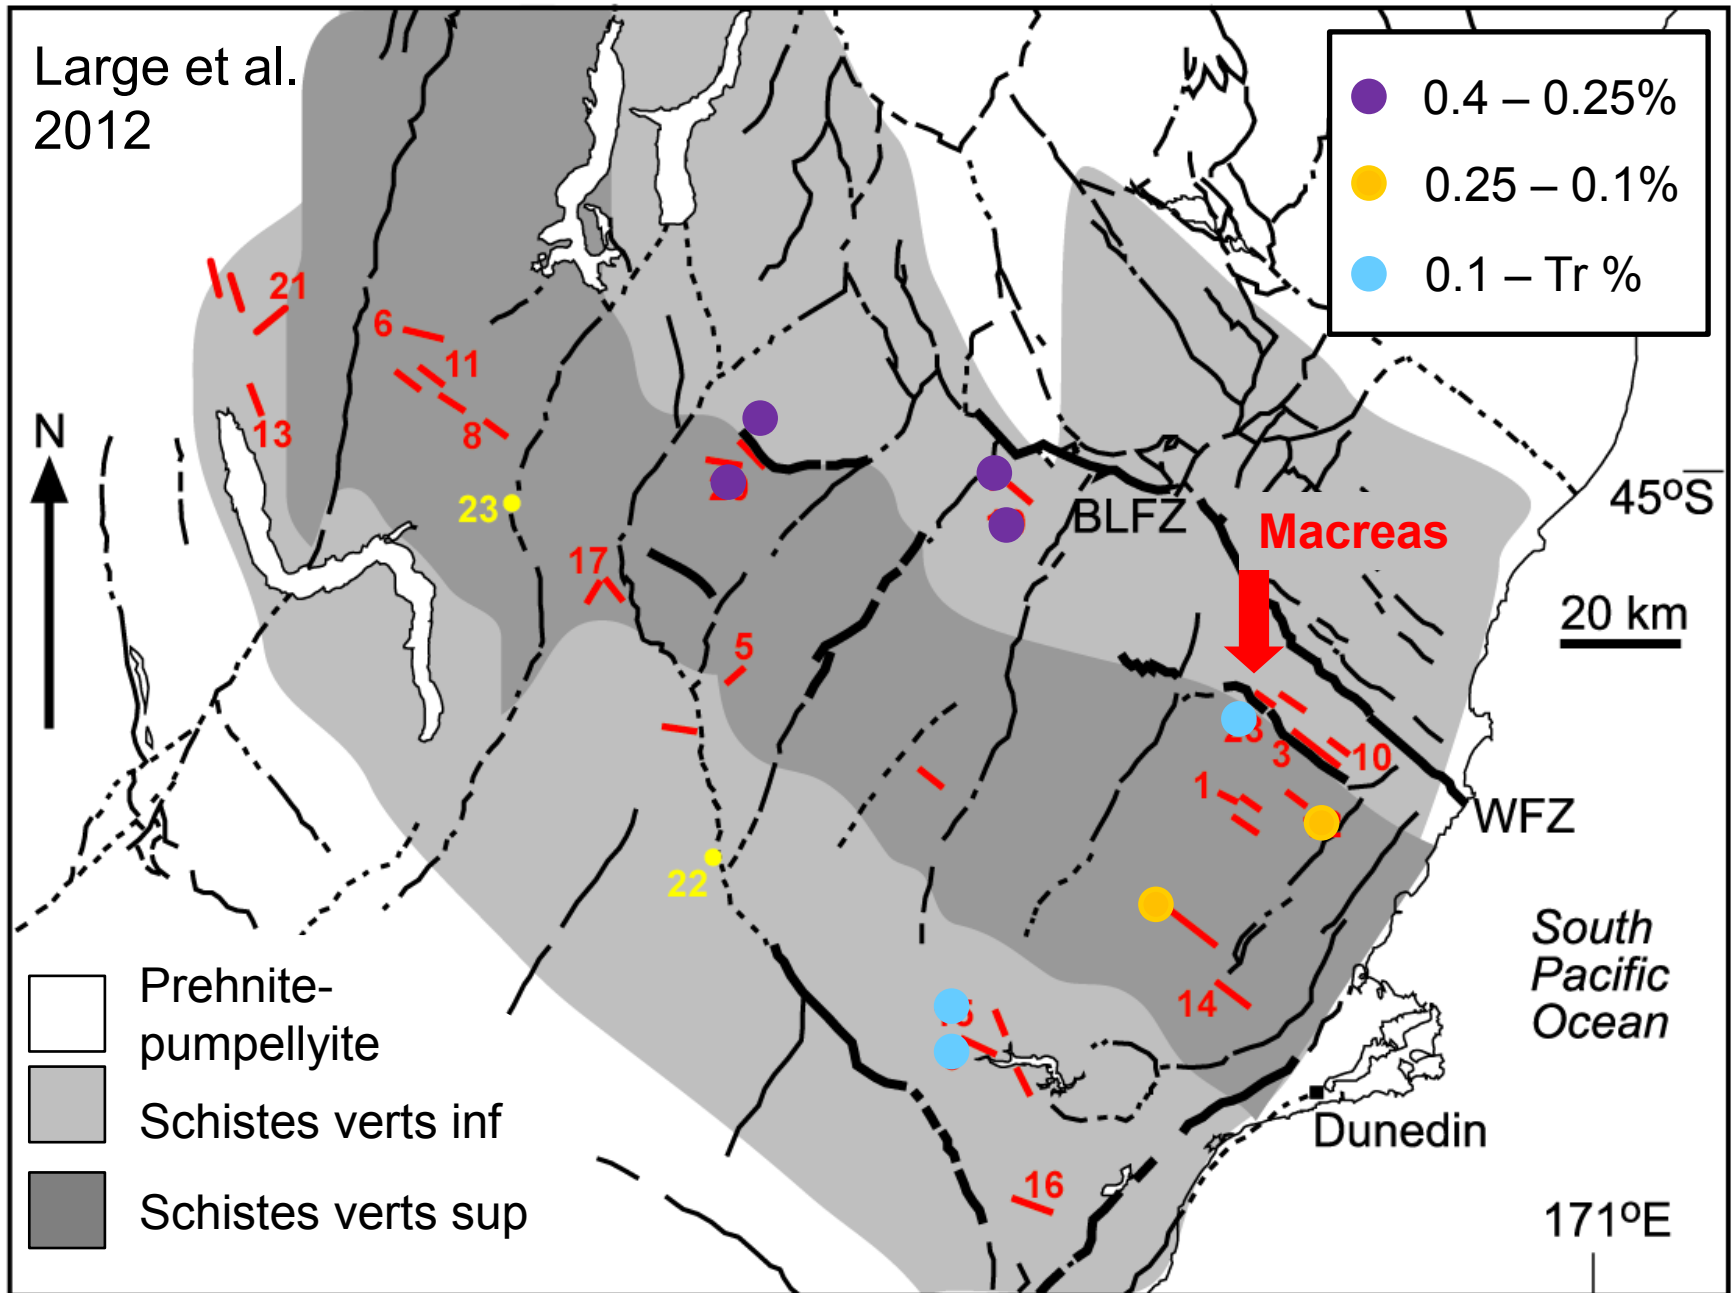 Large et al.
2012
0.4 – 0.25%
0.25 – 0.1%
0.1 – Tr %
21
6
11
13
8
N
23
45ºS
BLFZ
Macreas
17
20 km
5
3
10
1
WFZ
22
South
Pacific
Ocean
14
Prehnite-
pumpellyite
Schistes verts inf
Dunedin
16
Schistes verts sup
171ºE